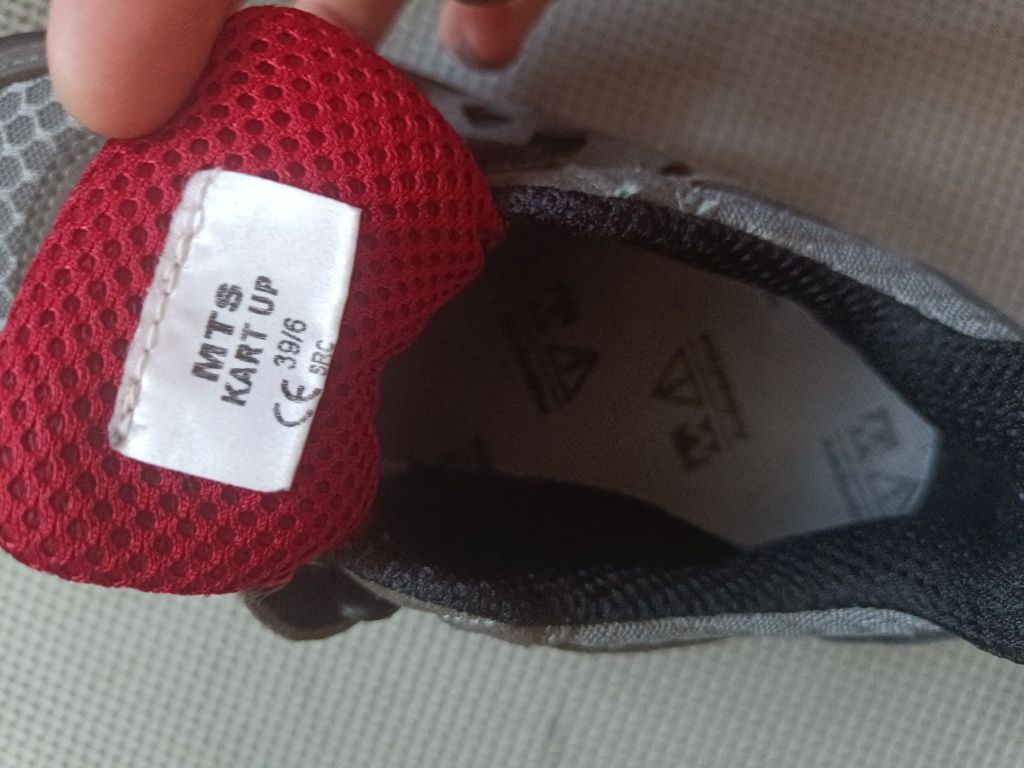 MTS
KART UP
CE 39/6
SRC